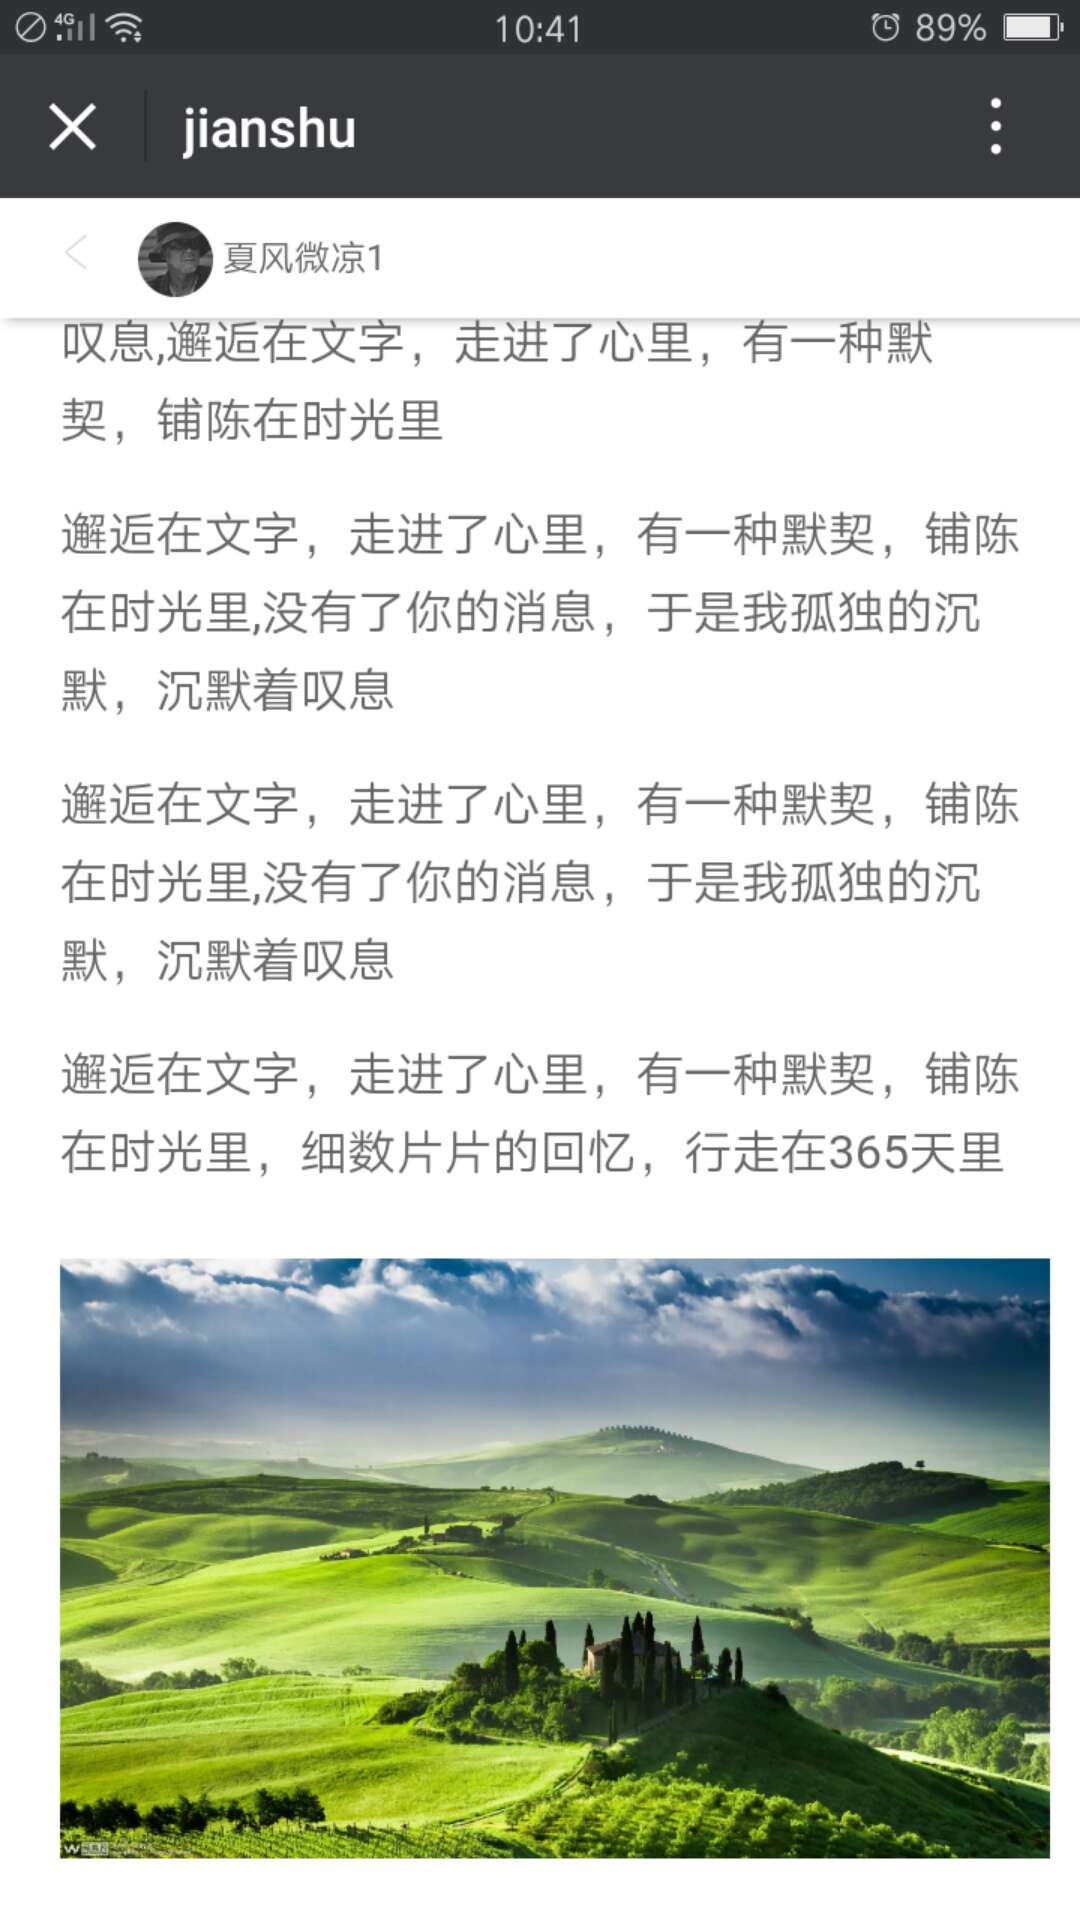 4G
10:41
89%
jianshu
夏风微凉1
叹息,邂逅在文字，走进了心里，有一种默
契，铺陈在时光里
邂逅在文字，走进了心里，有一种默契，铺陈
在时光里,没有了你的消息，于是我孤独的沉
默，沉默着叹息
邂逅在文字，走进了心里，有一种默契，铺陈
在时光里,没有了你的消息，于是我孤独的沉
默，沉默着叹息
邂逅在文字，走进了心里，有一种默契，铺陈
在时光里，细数片片的回忆，行走在365天里